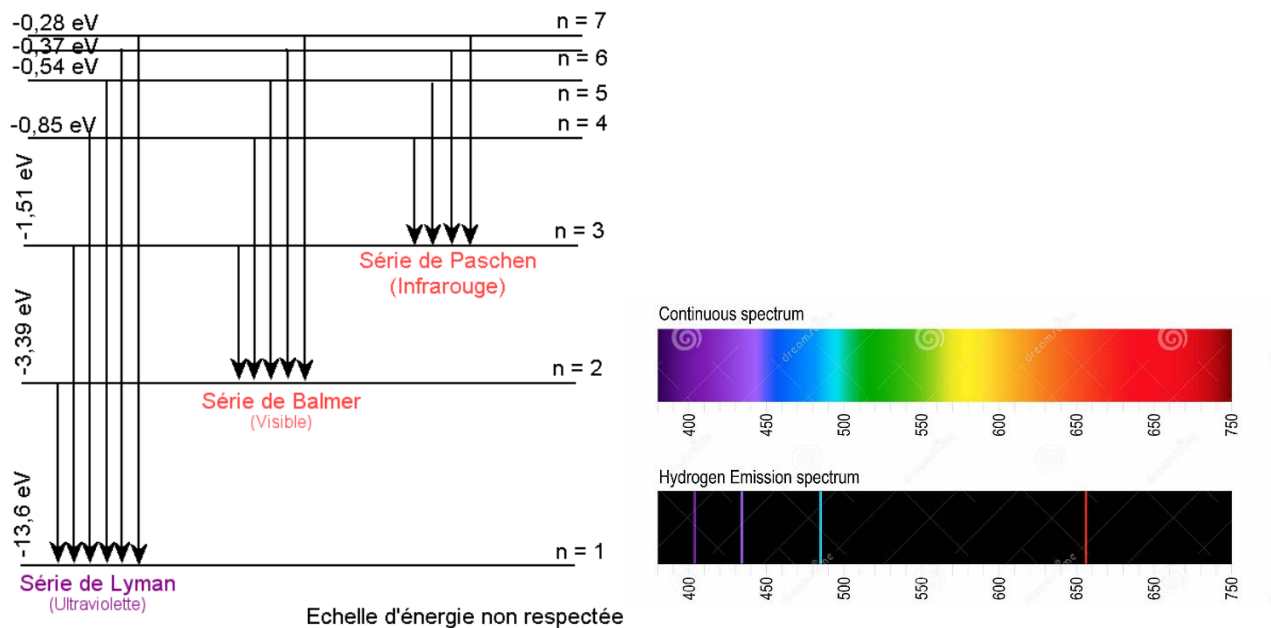 -0,28 eV
n = 7
-0,37 eV
n = 6
-0,54 eV
n = 5
-0,85 eV
n = 4
-1,51 eV
n = 3
Série de Paschen
(Infrarouge)
-3,39 eV
n = 2
Série de Balmer
(Visible)
-13,6 eV
n = 1
Série de Lyman
(Ultraviolette)
Echelle d'énergie non respectée
Continuous spectrum
dreamstime
400 450 500 550 600 650 650 750
Hydrogen Emission spectrum
400 450 500 550 600 650 650 750